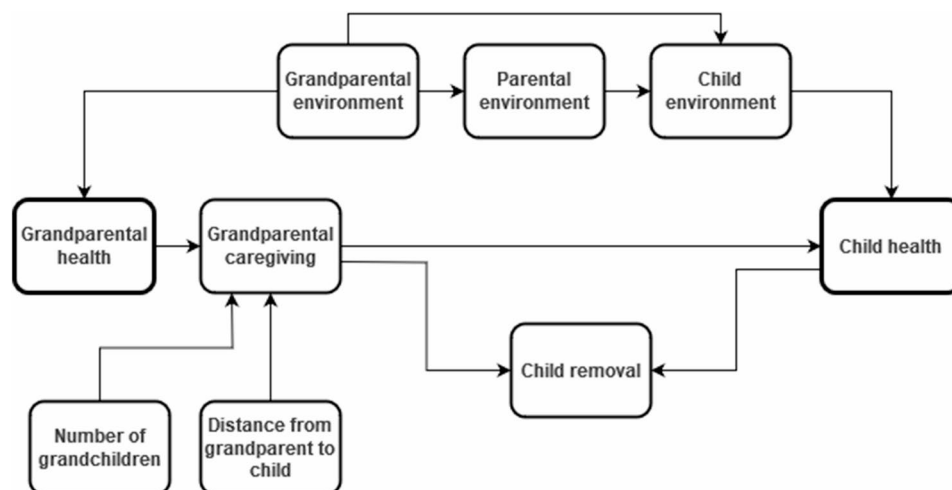 Grandparental
environment
Parental
environment
Child
environment
Grandparental
health
Grandparental
caregiving
Child health
Child removal
Number of
grandchildren
Distance from
grandparent to
child